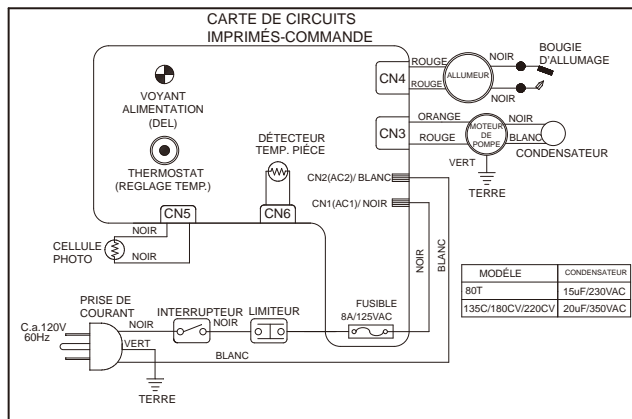 CARTE DE CIRCUITS
IMPRIMÉS-COMMANDE
VOYANT
ALIMENTATION
(DEL)
THERMOSTAT
(REGLAGE TEMP.)
DÉTECTEUR
TEMP. PIÈCE
CN4
ROUGE
ROUGE
ALLUMEUR
NOIR
NOIR
BOUGIE
D'ALLUMAGE
CN3
ORANGE
ROUGE
MOTEUR
DE
POMPE
NOIR
BLANC
CONDENSATEUR
VERT
TERRE
CN2(AC2)/ BLANC
CN1(AC1)/ NOIR
CN5
CN6
NOIR
NOIR
CELLULE
PHOTO
NOIR
BLANC
MODÉLE
CONDENSATEUR
80T
15uF/230VAC
135C/180CV/220CV
20uF/350VAC
PRISE DE
COURANT
C.a.120V
60Hz
NOIR
INTERRUPTEUR
NOIR
LIMITEUR
FUSIBLE
8A/125VAC
VERT
BLANC
TERRE